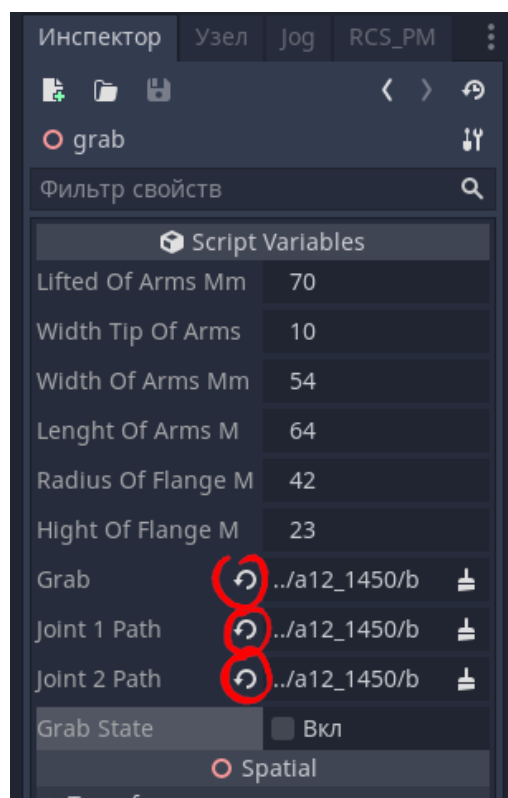 Инспектор Узел Jog RCS_PM
grab
Фильтр свойств
Script Variables
Lifted Of Arms Mm 70
Width Tip Of Arms 10
Width Of Arms Mm 54
Lenght Of Arms M 64
Radius Of Flange M 42
Hight Of Flange M 23
Grab ../a12_1450/b
Joint 1 Path ../a12_1450/b
Joint 2 Path ../a12_1450/b
Grab State Вкл
Spatial